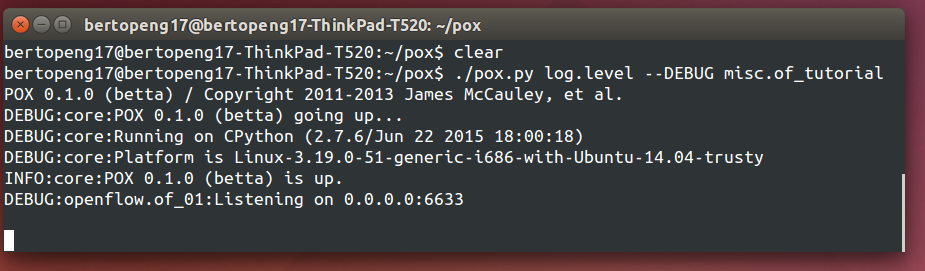 bertopeng17@bertopeng17-ThinkPad-T520: ~/pox
bertopeng17@bertopeng17-ThinkPad-T520:~/pox$ clear
bertopeng17@bertopeng17-ThinkPad-T520:~/pox$ ./pox.py log.level --DEBUG misc.of_tutorial
POX 0.1.0 (betta) / Copyright 2011-2013 James McCauley, et al.
DEBUG:core:POX 0.1.0 (betta) going up...
DEBUG:core:Running on CPython (2.7.6/Jun 22 2015 18:00:18)
DEBUG:core:Platform is Linux-3.19.0-51-generic-i686-with-Ubuntu-14.04-trusty
INFO:core:POX 0.1.0 (betta) is up.
DEBUG:openflow.of_01:Listening on 0.0.0.0:6633